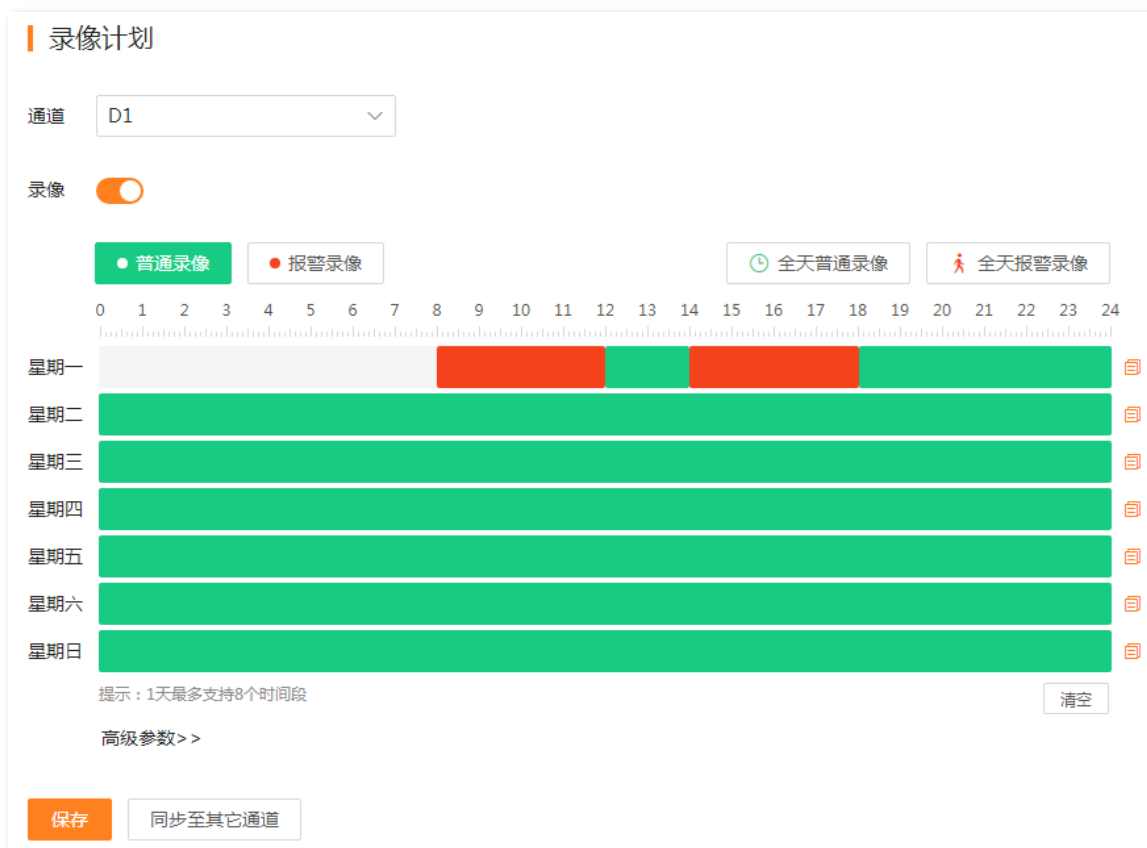 录像计划
通道 D1
录像
普通录像 报警录像 全天普通录像 全天报警录像
0 1 2 3 4 5 6 7 8 9 10 11 12 13 14 15 16 17 18 19 20 21 22 23 24
星期一
星期二
星期三
星期四
星期五
星期六
星期日
提示：1天最多支持8个时间段 清空
高级参数>>
保存 同步至其它通道